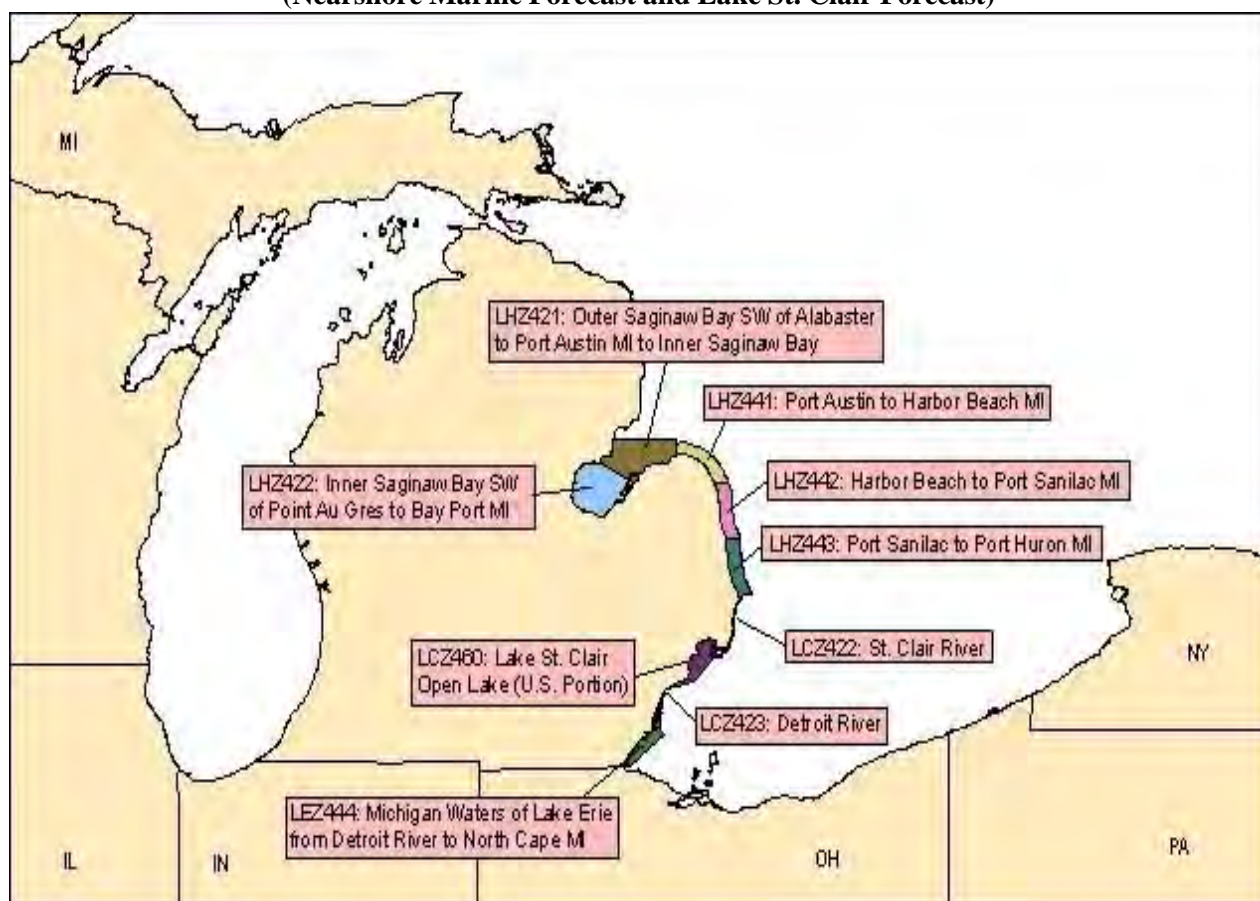 (Nearshore Marine Forecast and Lake St. Clair Forecast)
MI
LHZ421: Outer Saginaw Bay SW of Alabaster
to Port Austin MI to Inner Saginaw Bay
LHZ441: Port Austin to Harbor Beach MI
LHZ422: Inner Saginaw Bay SW
of Point Au Gres to Bay Port MI
LHZ442: Harbor Beach to Port Sanilac MI
LHZ443: Port Sanilac to Port Huron MI
LCZ460: Lake St. Clair
Open Lake (U.S. Portion)
LCZ422: St. Clair River
NY
LCZ423: Detroit River
LEZ444: Michigan Waters of Lake Erie
from Detroit River to North Cape MI
IL
IN
OH
PA